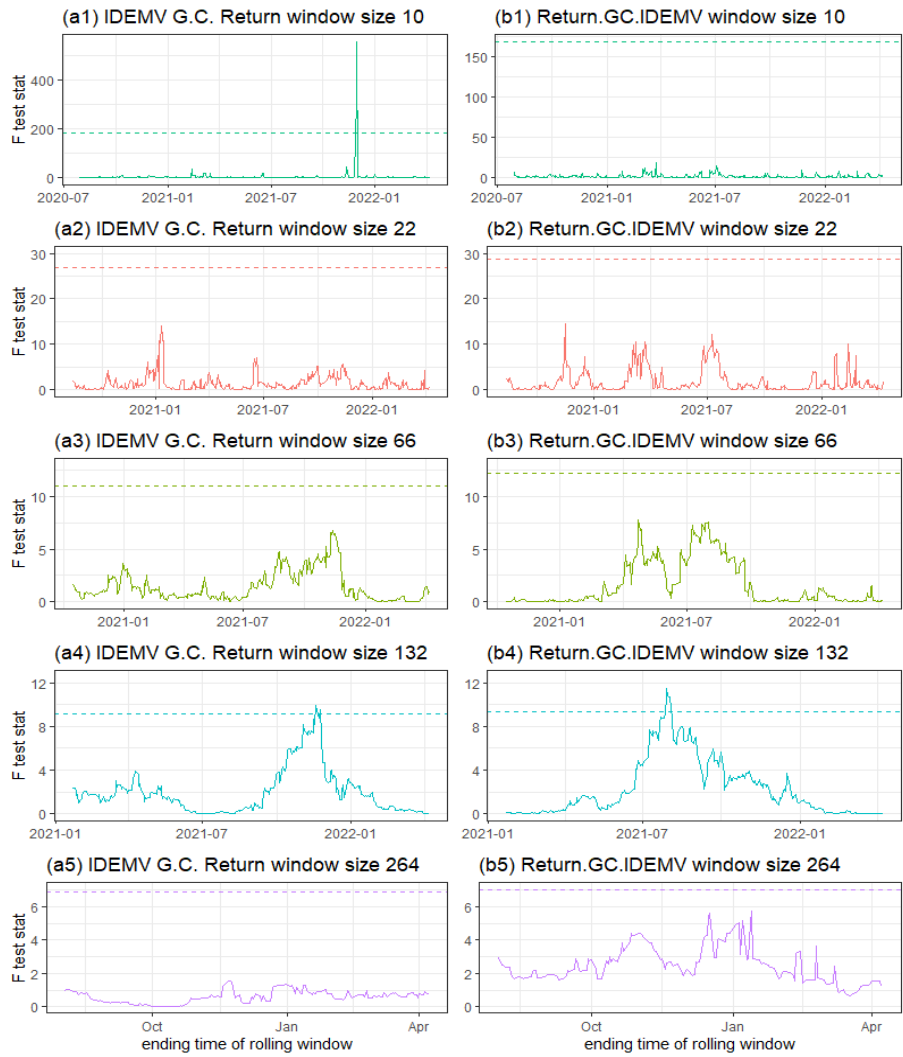 (a1) IDEMV G.C. Return window size 10
F test stat
400
200
0
2020-07 2021-01 2021-07 2022-01
(b1) Return.GC.IDEMV window size 10
150
100
50
0
2020-07 2021-01 2021-07 2022-01
(a2) IDEMV G.C. Return window size 22
F test stat
30
20
10
0
2021-01 2021-07 2022-01
(b2) Return.GC.IDEMV window size 22
30
20
10
0
2021-01 2021-07 2022-01
(a3) IDEMV G.C. Return window size 66
F test stat
10
5
0
2021-01 2021-07 2022-01
(b3) Return.GC.IDEMV window size 66
10
5
0
2021-01 2021-07 2022-01
(a4) IDEMV G.C. Return window size 132
F test stat
12
8
4
0
2021-01 2021-07 2022-01
(b4) Return.GC.IDEMV window size 132
12
8
4
0
2021-01 2021-07 2022-01
(a5) IDEMV G.C. Return window size 264
F test stat
6
4
2
0
Oct Jan Apr
ending time of rolling window
(b5) Return.GC.IDEMV window size 264
6
4
2
0
Oct Jan Apr
ending time of rolling window